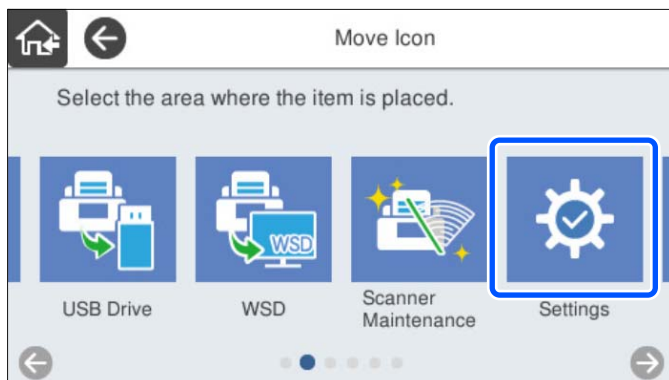 Move Icon
Select the area where the item is placed.
WSD
USB Drive
WSD
Scanner
Maintenance
Settings